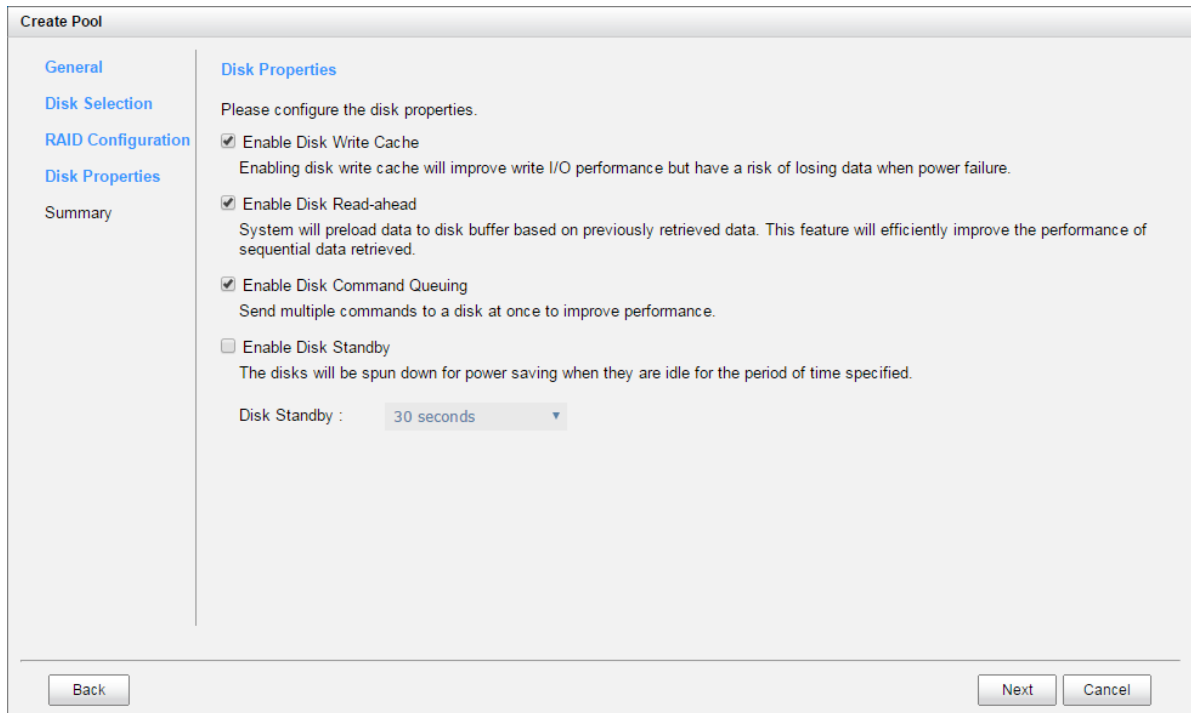 Create Pool
General
Disk Selection
RAID Configuration
Disk Properties
Summary
Disk Properties
Please configure the disk properties.
Enable Disk Write Cache
Enabling disk write cache will improve write I/O performance but have a risk of losing data when power failure.
Enable Disk Read-ahead
System will preload data to disk buffer based on previously retrieved data. This feature will efficiently improve the performance of
sequential data retrieved.
Enable Disk Command Queuing
Send multiple commands to a disk at once to improve performance.
Enable Disk Standby
The disks will be spun down for power saving when they are idle for the period of time specified.
Disk Standby : 30 seconds
Back Next Cancel